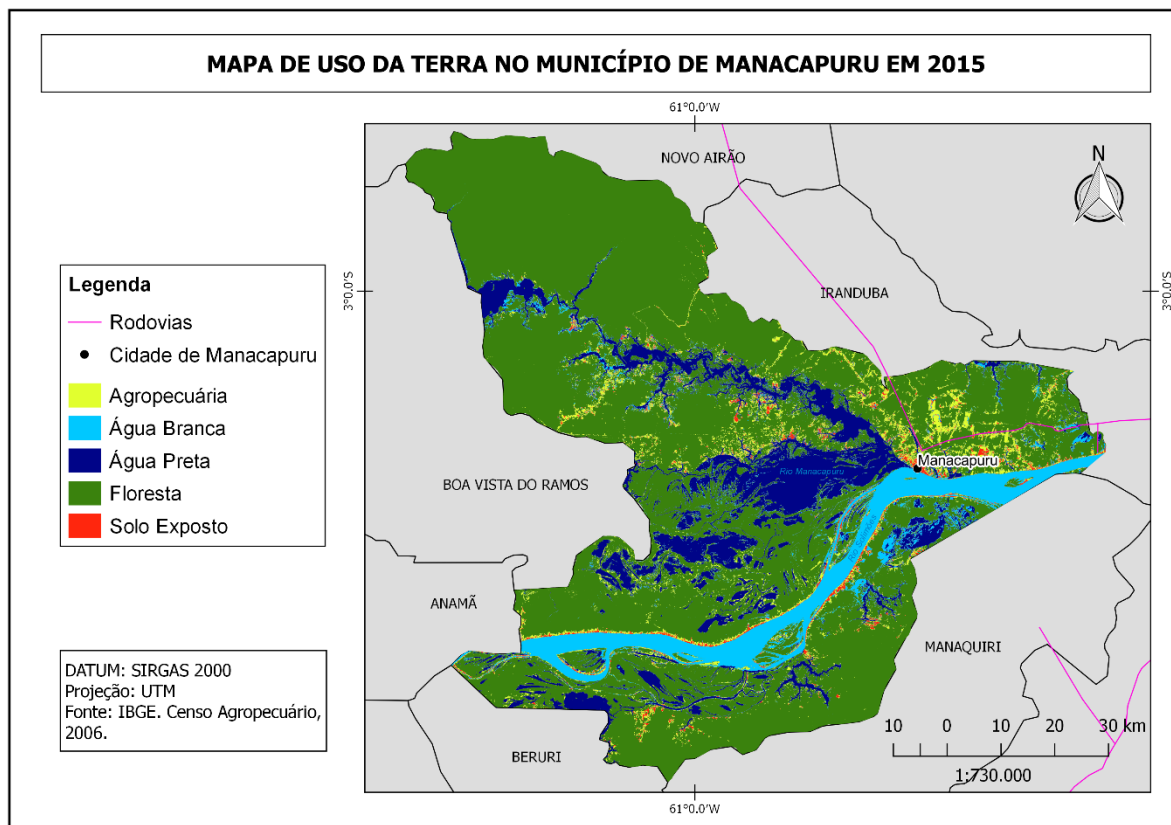 MAPA DE USO DA TERRA NO MUNICÍPIO DE MANACAPURU EM 2015
61°0.0'W
NOVO AIRÃO
N
3°0.0'S
3°0.0'S
IRANDUBA
Legenda
Rodovias
Cidade de Manacapuru
Agropecuária
Água Branca
Água Preta
Floresta
Solo Exposto
Manacapuru
Rio Manacapuru
BOA VISTA DO RAMOS
ANAMÃ
MANAQUIRI
DATUM: SIRGAS 2000
Projeção: UTM
Fonte: IBGE. Censo Agropecuário,
2006.
BERURI
10 0 10 20 30 km
1:730.000
61°0.0'W